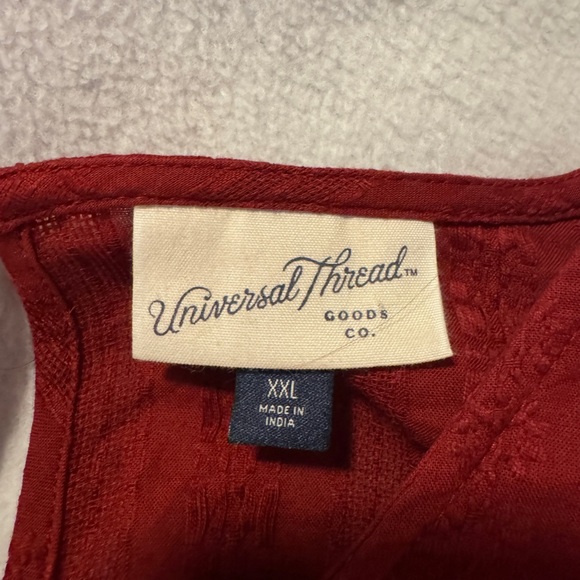 Universal Thread™
GOODS
CO.
XXL
MADE IN
INDIA